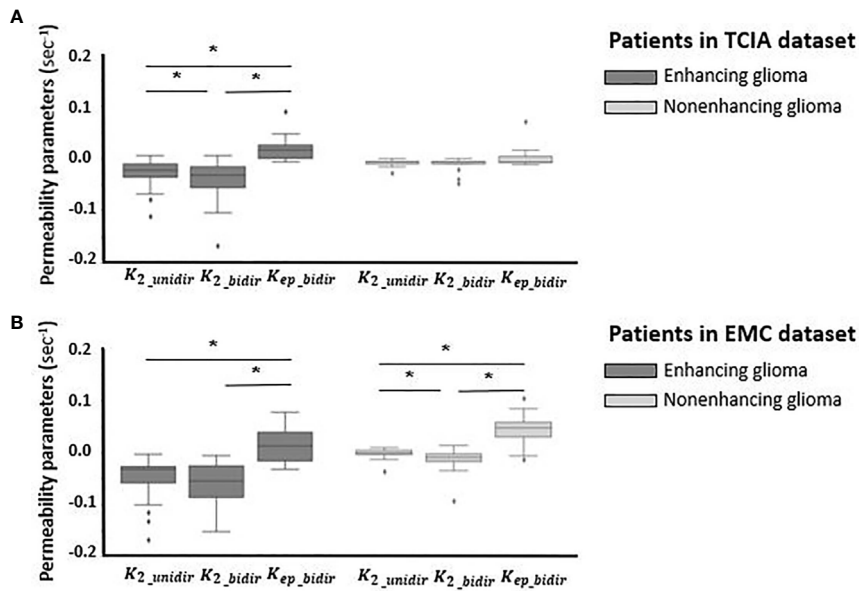 A
Permeability parameters (sec-1)
0.2
0.1
0.0
-0.1
-0.2
*
* *
K2_unidir K2_bidir Kep_bidir
K2_unidir K2_bidir Kep_bidir
Patients in TCIA dataset
Enhancing glioma
Nonenhancing glioma
B
Permeability parameters (sec-1)
0.2
0.1
0.0
-0.1
-0.2
*
*
*
* *
K2_unidir K2_bidir Kep_bidir
K2_unidir K2_bidir Kep_bidir
Patients in EMC dataset
Enhancing glioma
Nonenhancing glioma